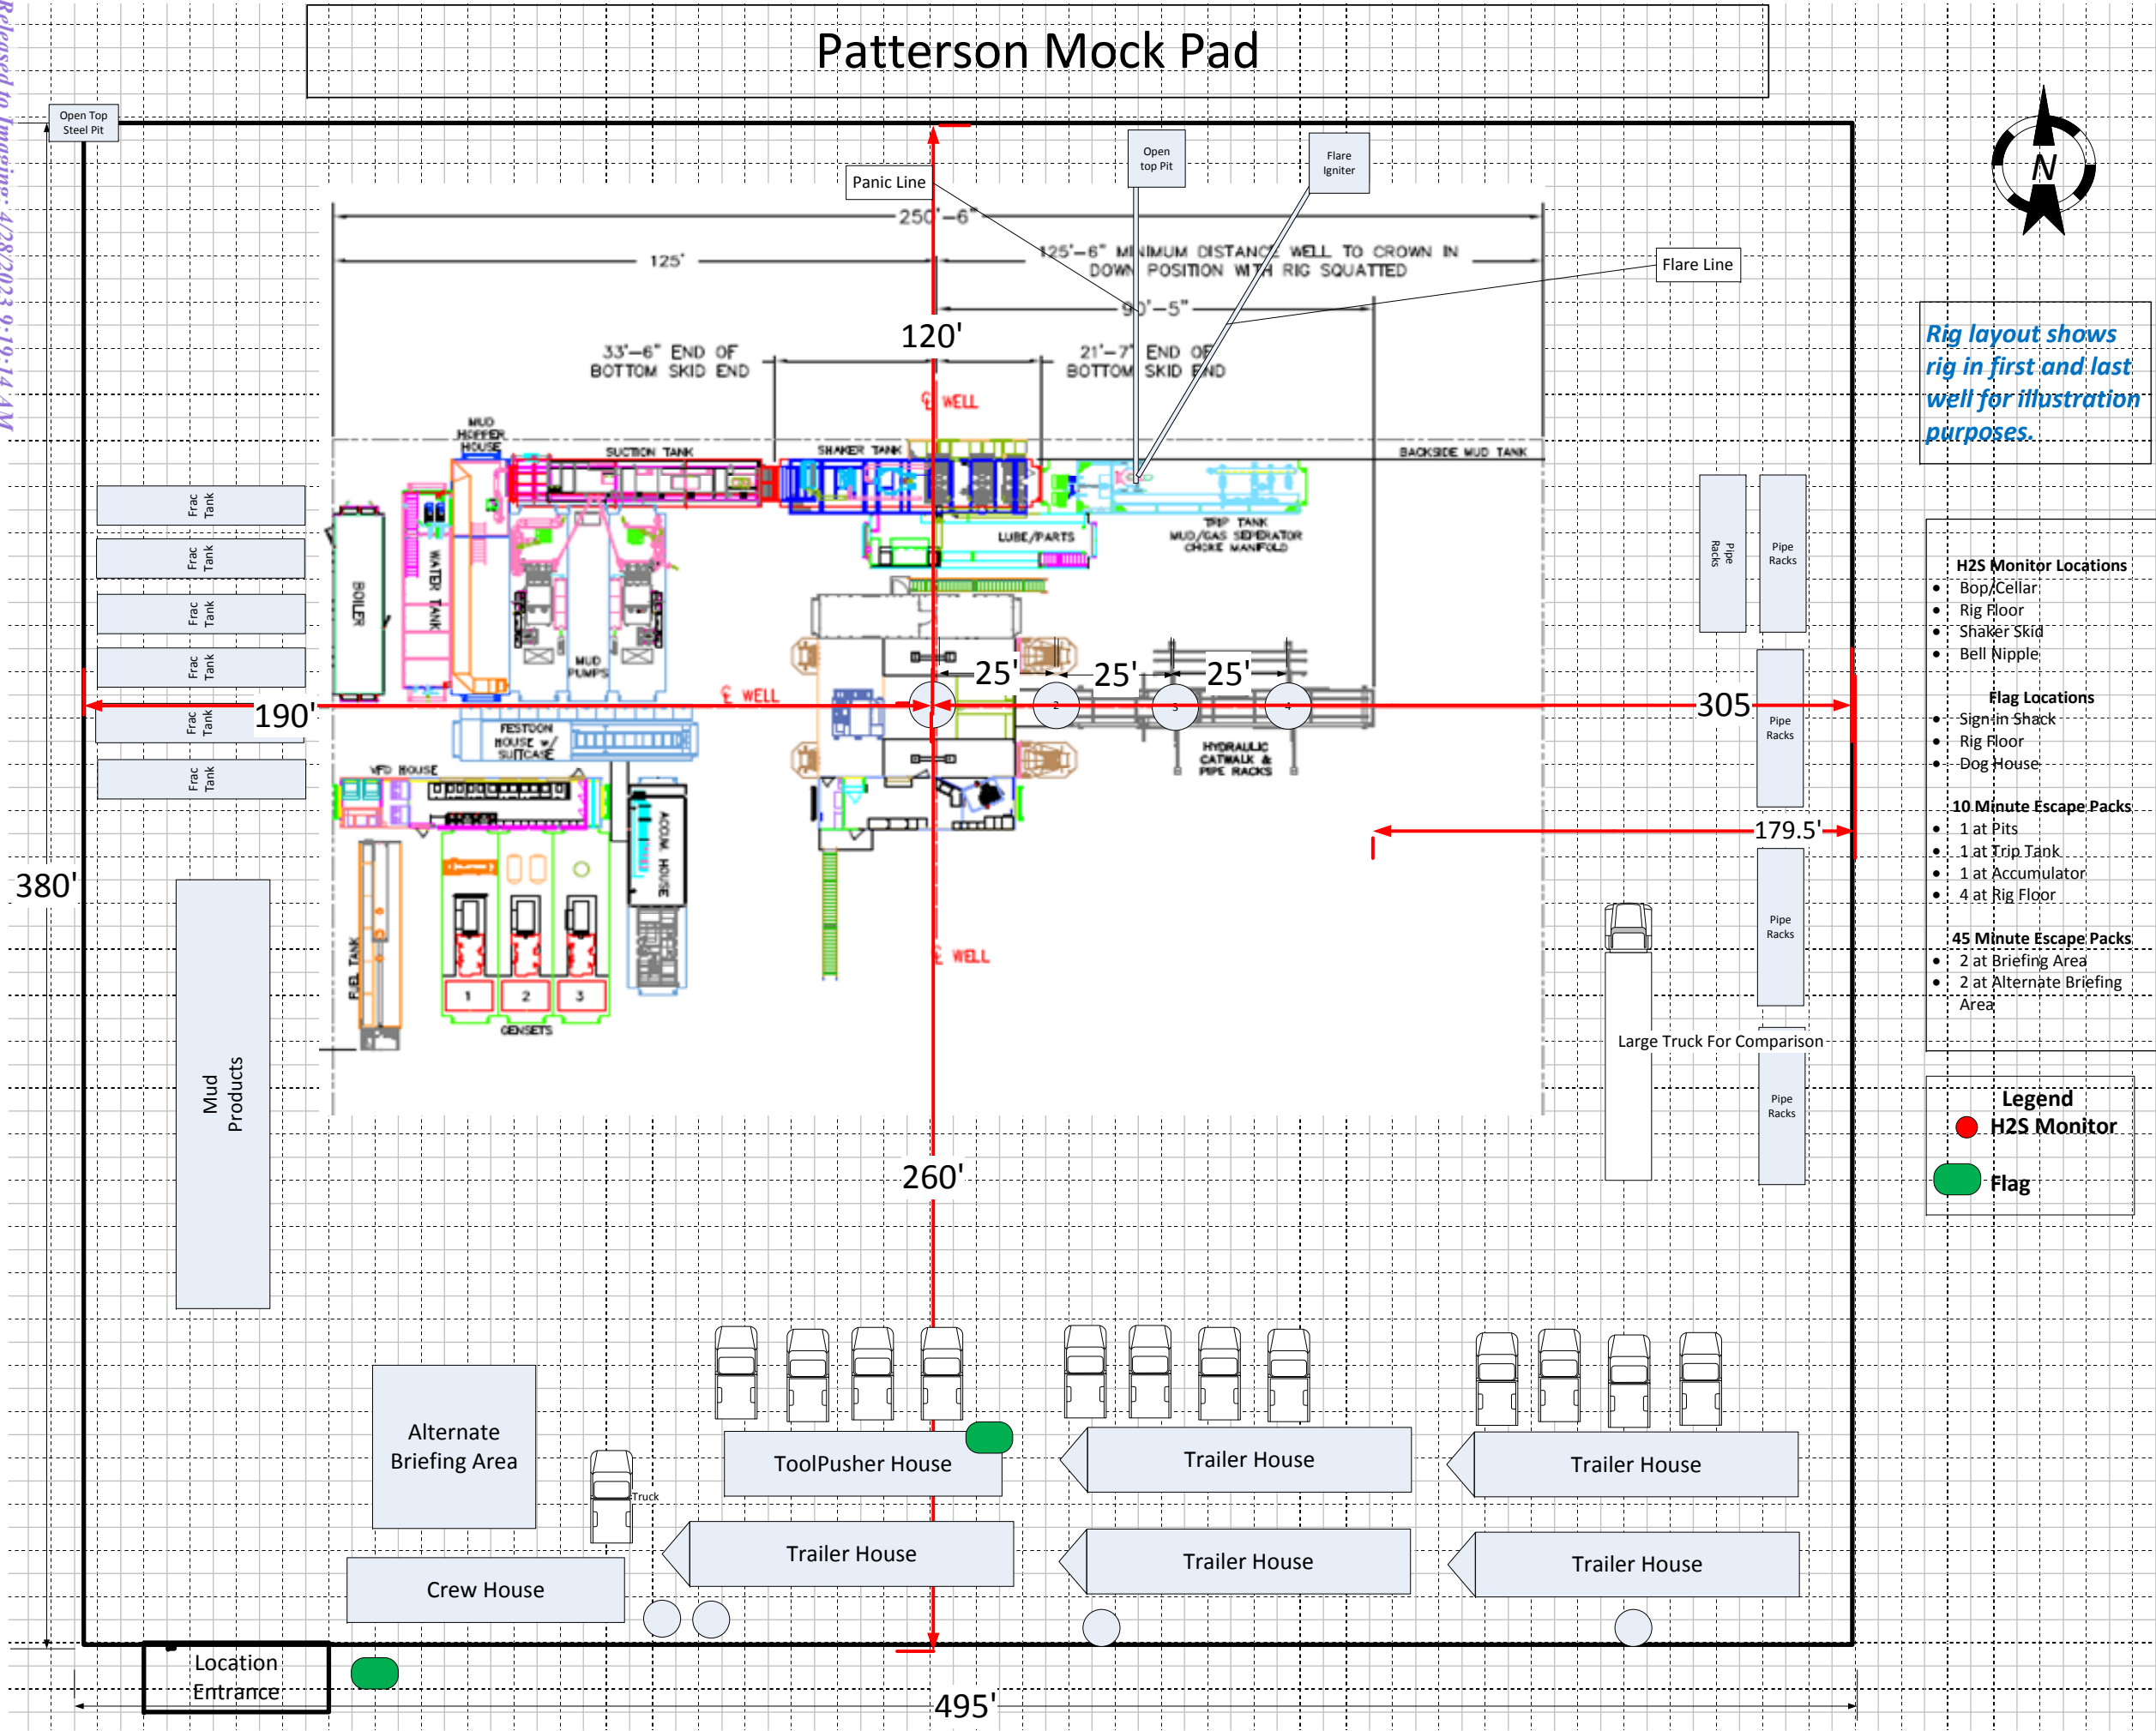 Released to Imaging: 4/28/2023 9:19:14 AM
Patterson Mock Pad
Open Top
Steel Pit
Panic Line
Open
top Pit
Flare
Igniter
N
Flare Line
250'-6"
125'
125'-6" MINIMUM DISTANCE WELL TO CROWN IN
DOWN POSITION WITH RIG SQUATTED
90'-5"
120'
33'-6" END OF
BOTTOM SKID END
21'-7" END OF
BOTTOM SKID END
℄ WELL
Rig layout shows
rig in first and last
well for illustration
purposes.
MUD
HOPPER
HOUSE
SUCTION TANK
SHAKER TANK
BACKSIDE MUD TANK
Frac
Tank
Frac
Tank
Frac
Tank
Frac
Tank
Frac
Tank
Frac
Tank
BOILER
WATER TANK
MUD
PUMPS
LUBE/PARTS
TRIP TANK
MUD/GAS SEPERATOR
CHOKE MANIFOLD
Pipe
Racks
Pipe
Racks
Pipe
Racks
Pipe
Racks
Pipe
Racks
H2S Monitor Locations
• Bop/Cellar
• Rig Floor
• Shaker Skid
• Bell Nipple
Flag Locations
• Sign in Shack
• Rig Floor
• Dog House
10 Minute Escape Packs
• 1 at Pits
• 1 at Trip Tank
• 1 at Accumulator
• 4 at Rig Floor
45 Minute Escape Packs
• 2 at Briefing Area
• 2 at Alternate Briefing
Area
25'
25'
25'
℄ WELL
190'
2
3
4
305
FESTOON
HOUSE w/
SUITCASE
HYDRAULIC
CATWALK &
PIPE RACKS
VFD HOUSE
ACCUM. HOUSE
179.5'
380'
FUEL TANK
1
2
3
GENSETS
℄ WELL
Large Truck For Comparison
Mud
Products
Legend
H2S Monitor
Flag
260'
Alternate
Briefing Area
Truck
ToolPusher House
Trailer House
Trailer House
Trailer House
Trailer House
Trailer House
Crew House
Location
Entrance
495'